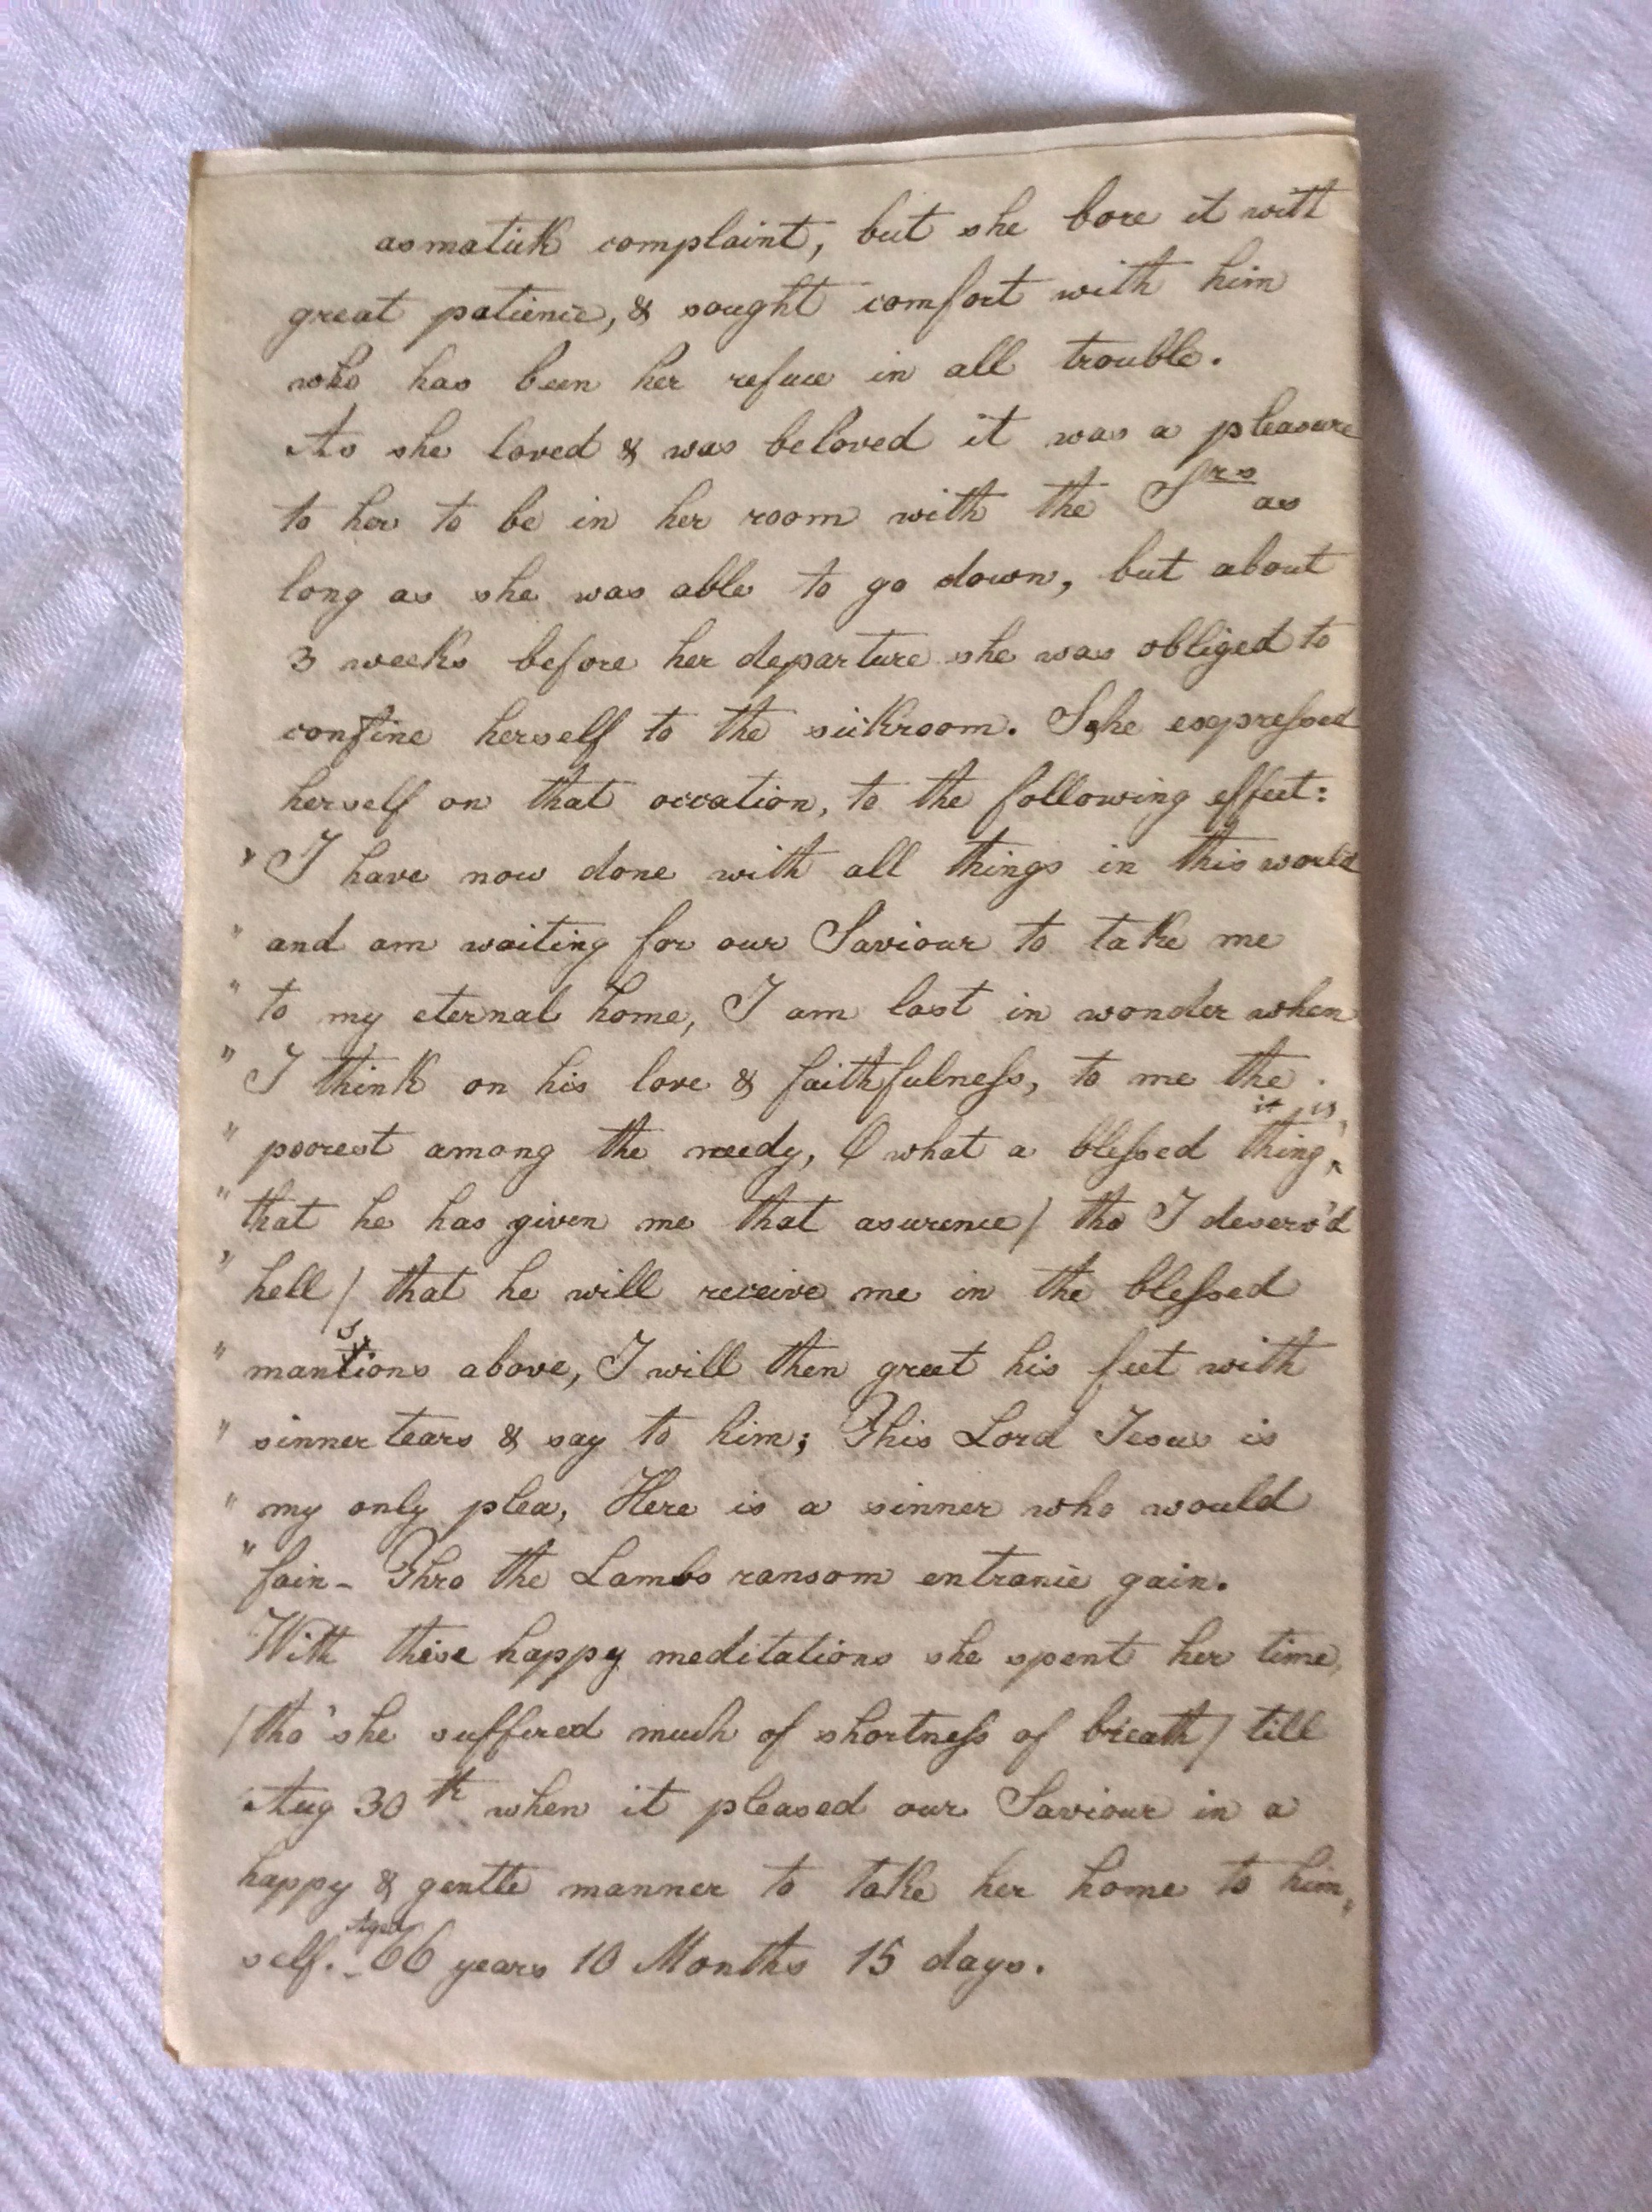 asmatick complaint, but she bore it with
great patience, & sought comfort with him
who has been her refuce in all trouble.
As she loved & was beloved it was a pleasure
to her to be in her room with the Srs as
long as she was able to go down, but about
3 weeks before her departure she was obliged to
confine herself to the sickroom. She expressed
herself on that occation, to the following effect:
" I have now done with all things in this world
" and am waiting for our Saviour to take me
" to my eternal home, I am lost in wonder when
" I think on his love & faithfulness, to me the
" poorest among the needy, O what a blessed thing, it is,
" that he has given me that asurence / tho I deserv'd
" hell / that he will receive me in the blessed
" mansions above, I will then greet his feet with
" sinner tears & say to him; This Lord Jesus is
" my only plea, Here is a sinner who would
" fain - Thro the Lambs ransom entrance gain.
With these happy meditations she spent her time,
/ tho' she suffered much of shortness of breath / till
Aug 30th when it pleased our Saviour in a
happy & gentle manner to take her home to him,,
self. - Aged 66 years 10 Months 15 days.